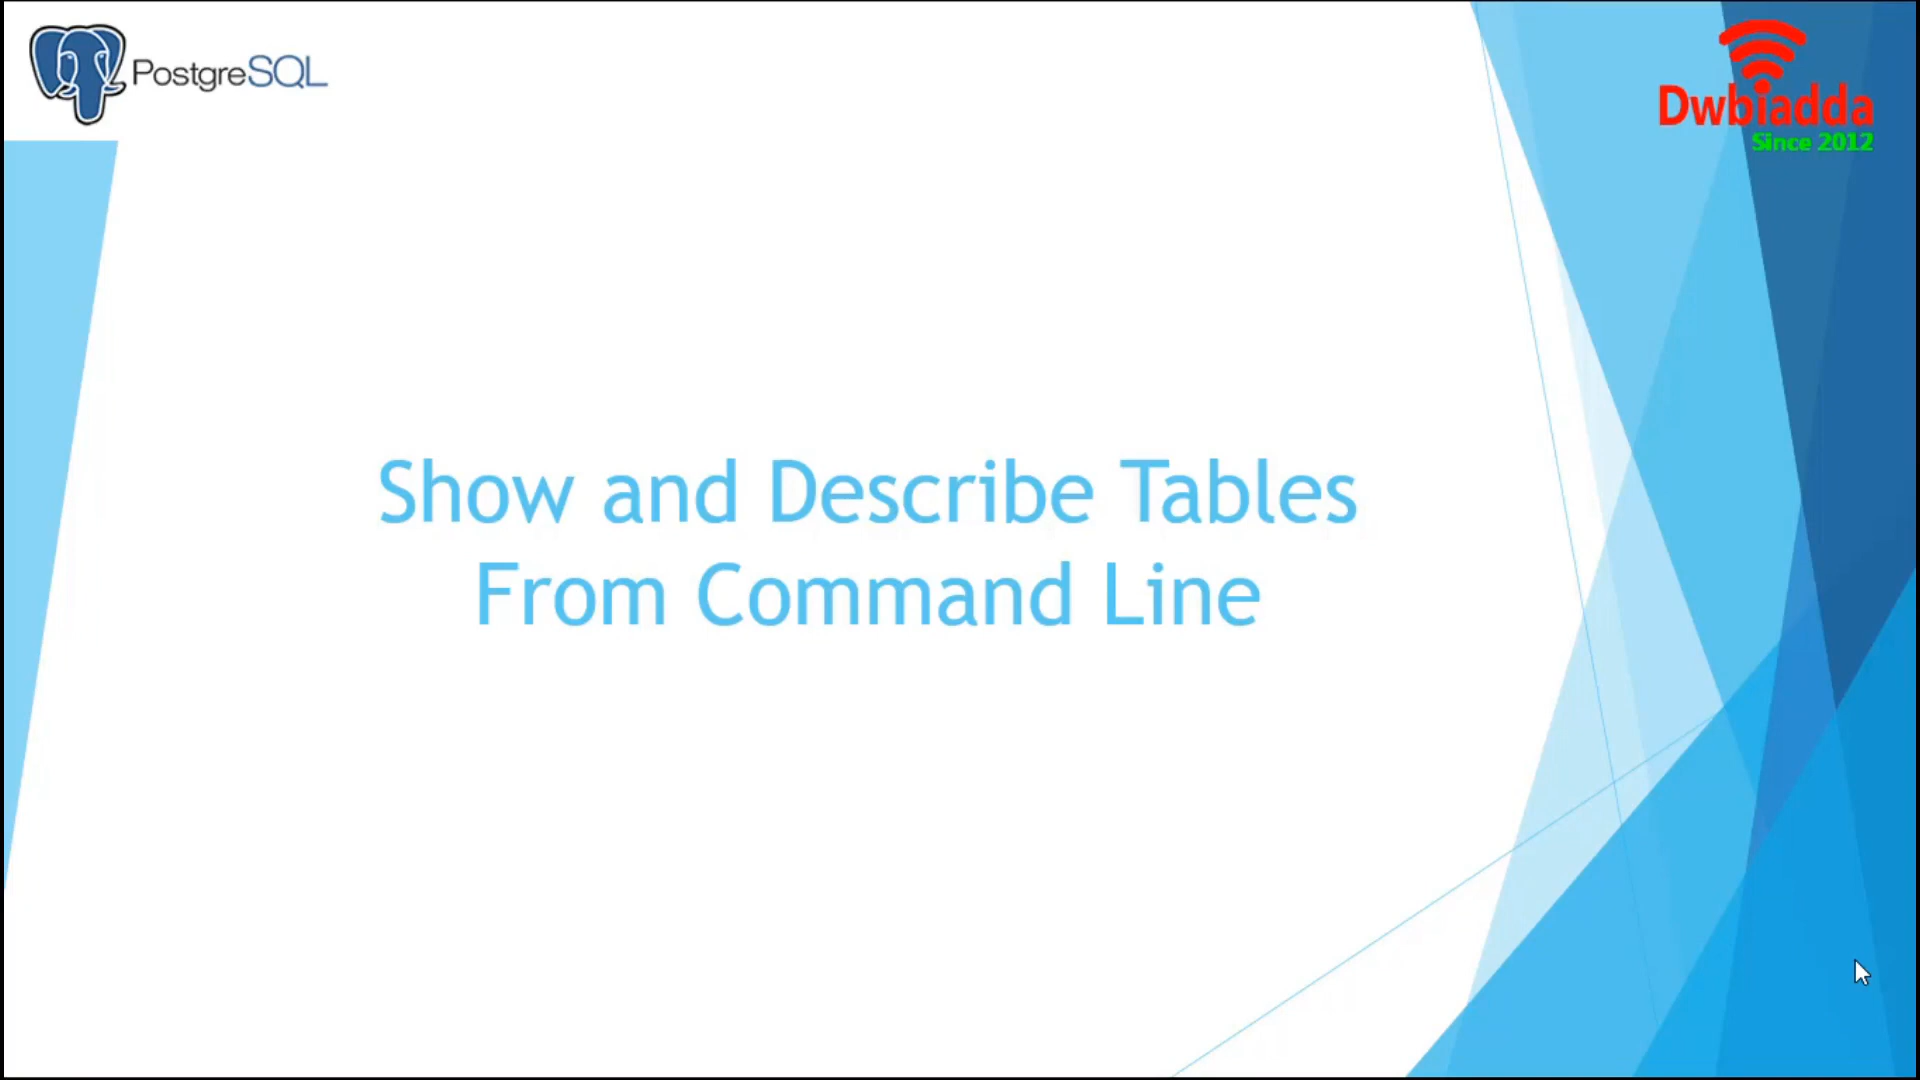 PostgreSQL
Dwbiadda
Since 2012
Show and Describe Tables
From Command Line